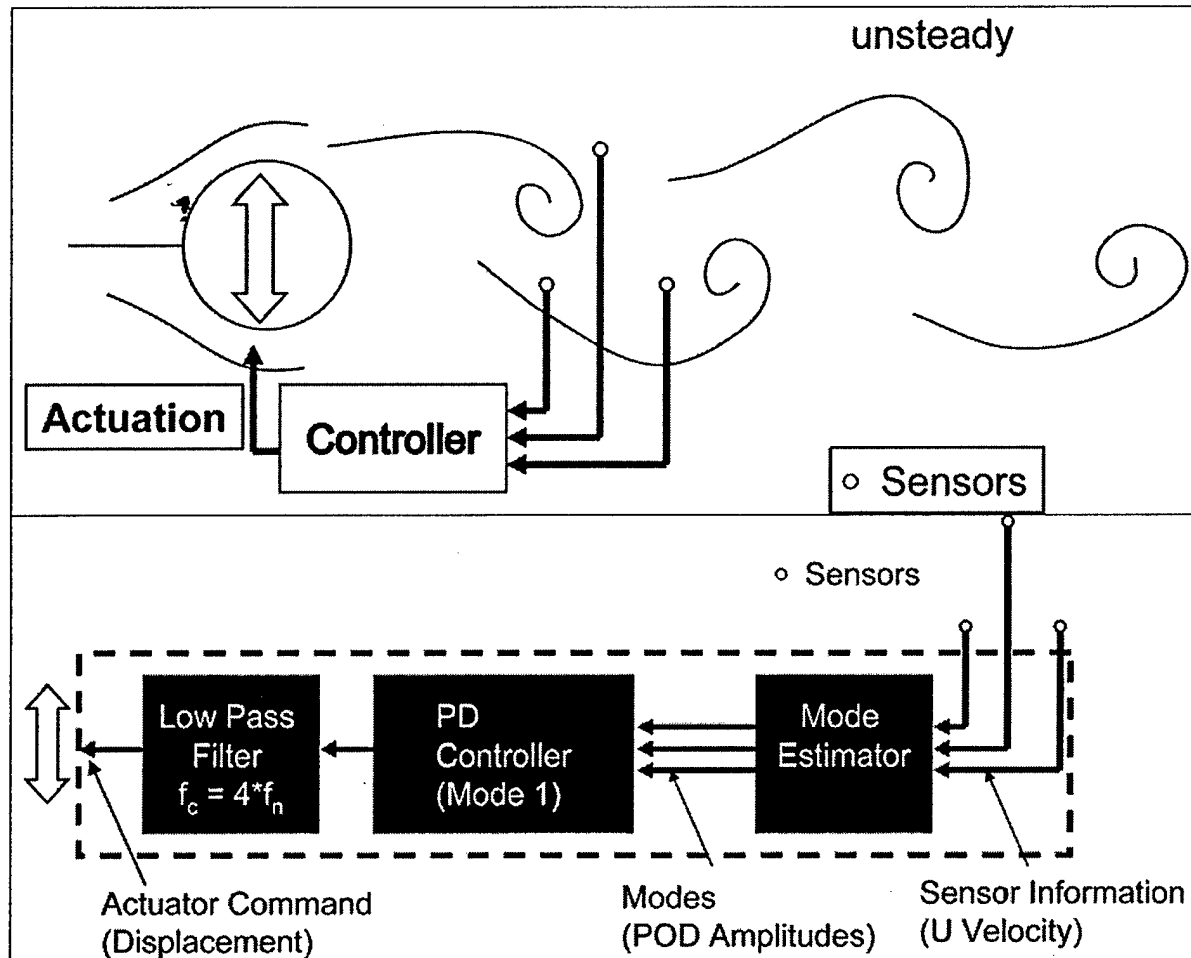 unsteady
Actuation
Controller
Sensors
Sensors
Low Pass
Filter
f_c = 4*f_n
PD
Controller
(Mode 1)
Mode
Estimator
Actuator Command
(Displacement)
Modes
(POD Amplitudes)
Sensor Information
(U Velocity)